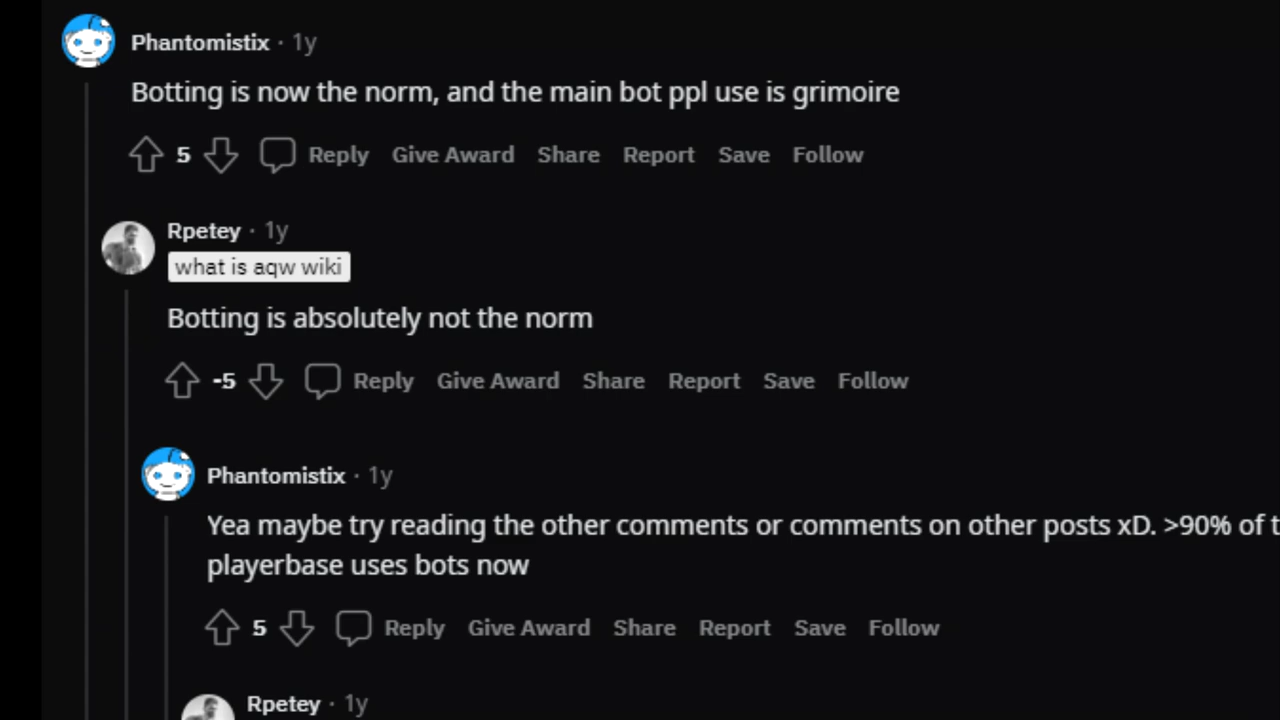 Phantomistix · 1y
Botting is now the norm, and the main bot ppl use is grimoire
5 Reply Give Award Share Report Save Follow
Rpetey · 1y
what is aqw wiki
Botting is absolutely not the norm
-5 Reply Give Award Share Report Save Follow
Phantomistix · 1y
Yea maybe try reading the other comments or comments on other posts xD. >90% of
playerbase uses bots now
5 Reply Give Award Share Report Save Follow
Rpetey · 1y